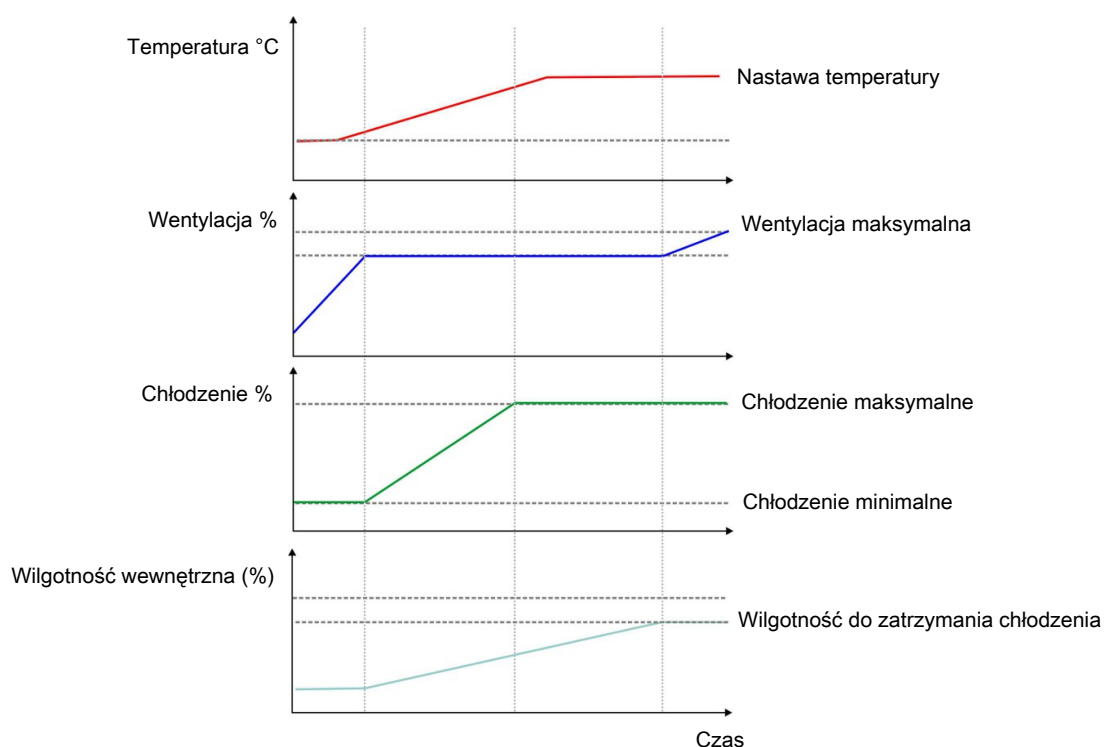 Temperatura °C
Nastawa temperatury
Wentylacja %
Wentylacja maksymalna
Chłodzenie %
Chłodzenie maksymalne
Chłodzenie minimalne
Wilgotność wewnętrzna (%)
Wilgotność do zatrzymania chłodzenia
Czas